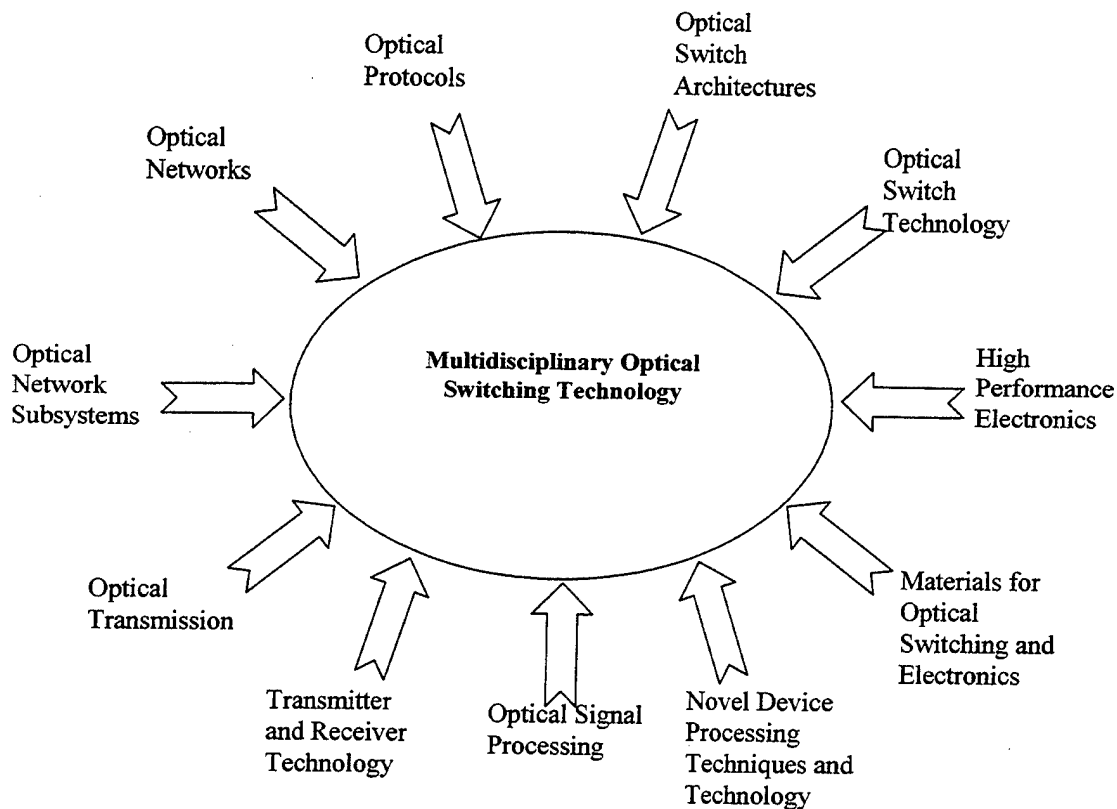 Optical
Protocols
Optical
Switch
Architectures
Optical
Networks
Optical
Switch
Technology
Optical
Network
Subsystems
Multidisciplinary Optical
Switching Technology
High
Performance
Electronics
Optical
Transmission
Materials for
Optical
Switching and
Electronics
Transmitter
and Receiver
Technology
Optical Signal
Processing
Novel Device
Processing
Techniques and
Technology